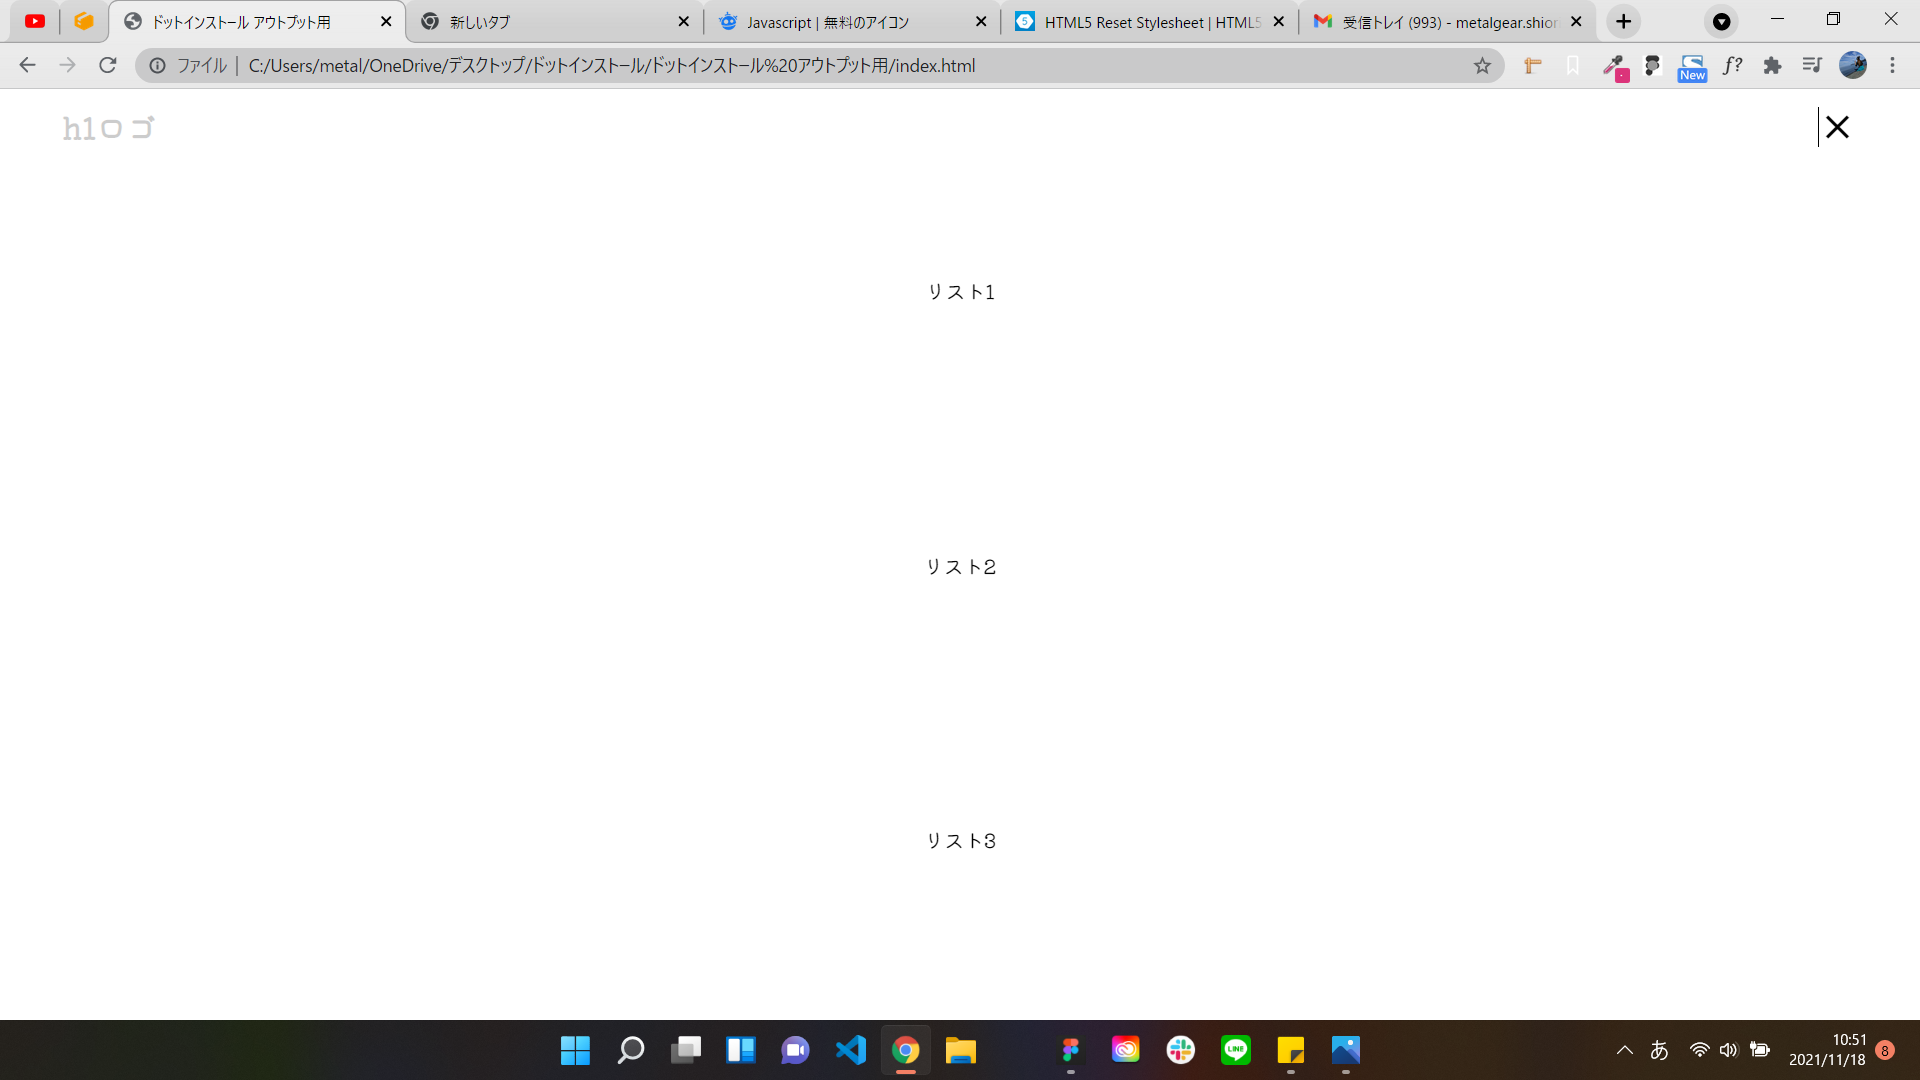 ドットインストール アウトプット用
新しいタブ
Javascript | 無料のアイコン
HTML5 Reset Stylesheet | HTML5
受信トレイ (993) - metalgear.shior
ファイル | C:/Users/metal/OneDrive/デスクトップ/ドットインストール/ドットインストール%20アウトプット用/index.html
f?
New
h1ロゴ
リスト1
リスト2
リスト3
LINE
あ
10:51
2021/11/18
8